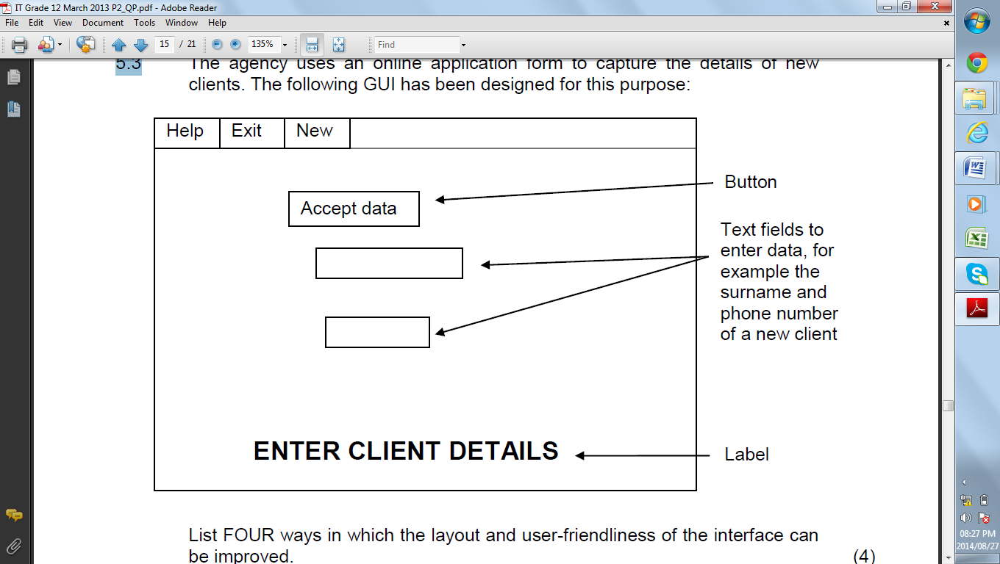 IT Grade 12 March 2013 P2_QP.pdf - Adobe Reader
File Edit View Document Tools Window Help
15 / 21 135% Find
5.3 The agency uses an online application form to capture the details of new
clients. The following GUI has been designed for this purpose:
Help Exit New
Button
Accept data
Text fields to
enter data, for
example the
surname and
phone number
of a new client
ENTER CLIENT DETAILS
Label
List FOUR ways in which the layout and user-friendliness of the interface can
be improved. (4)
08:27 PM
2014/08/27